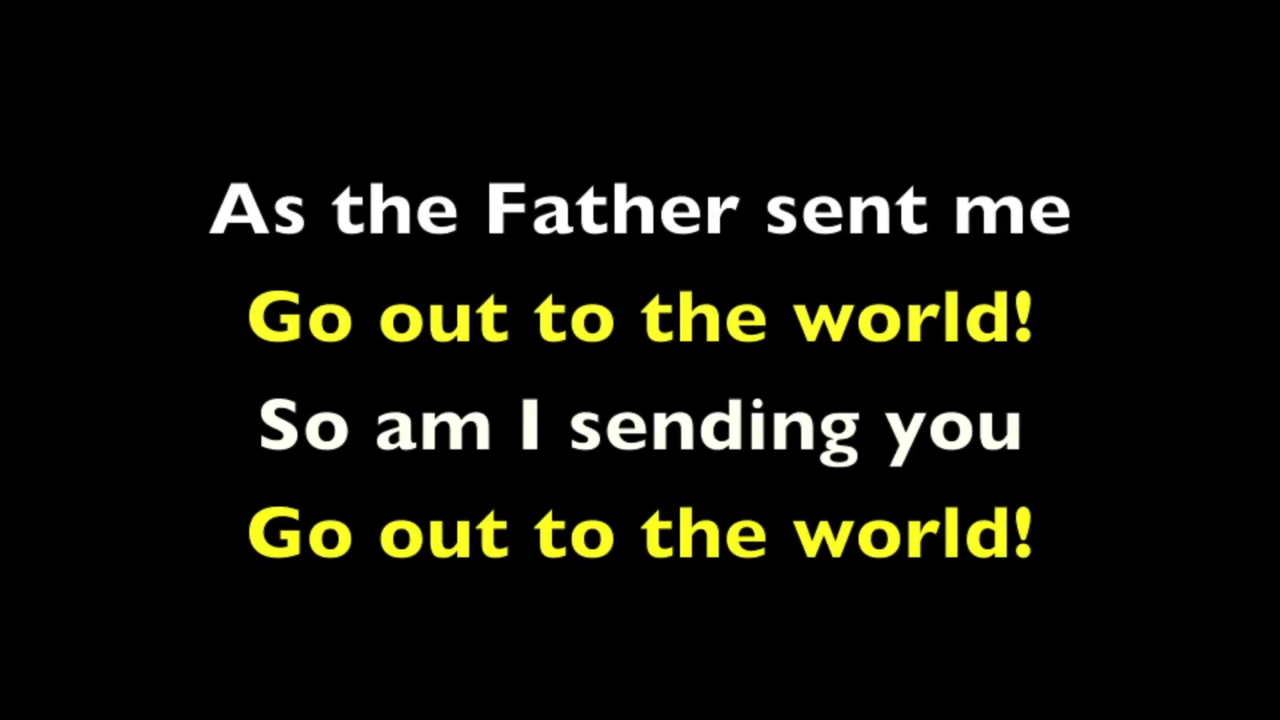 As the Father sent me
Go out to the world!
So am I sending you
Go out to the world!